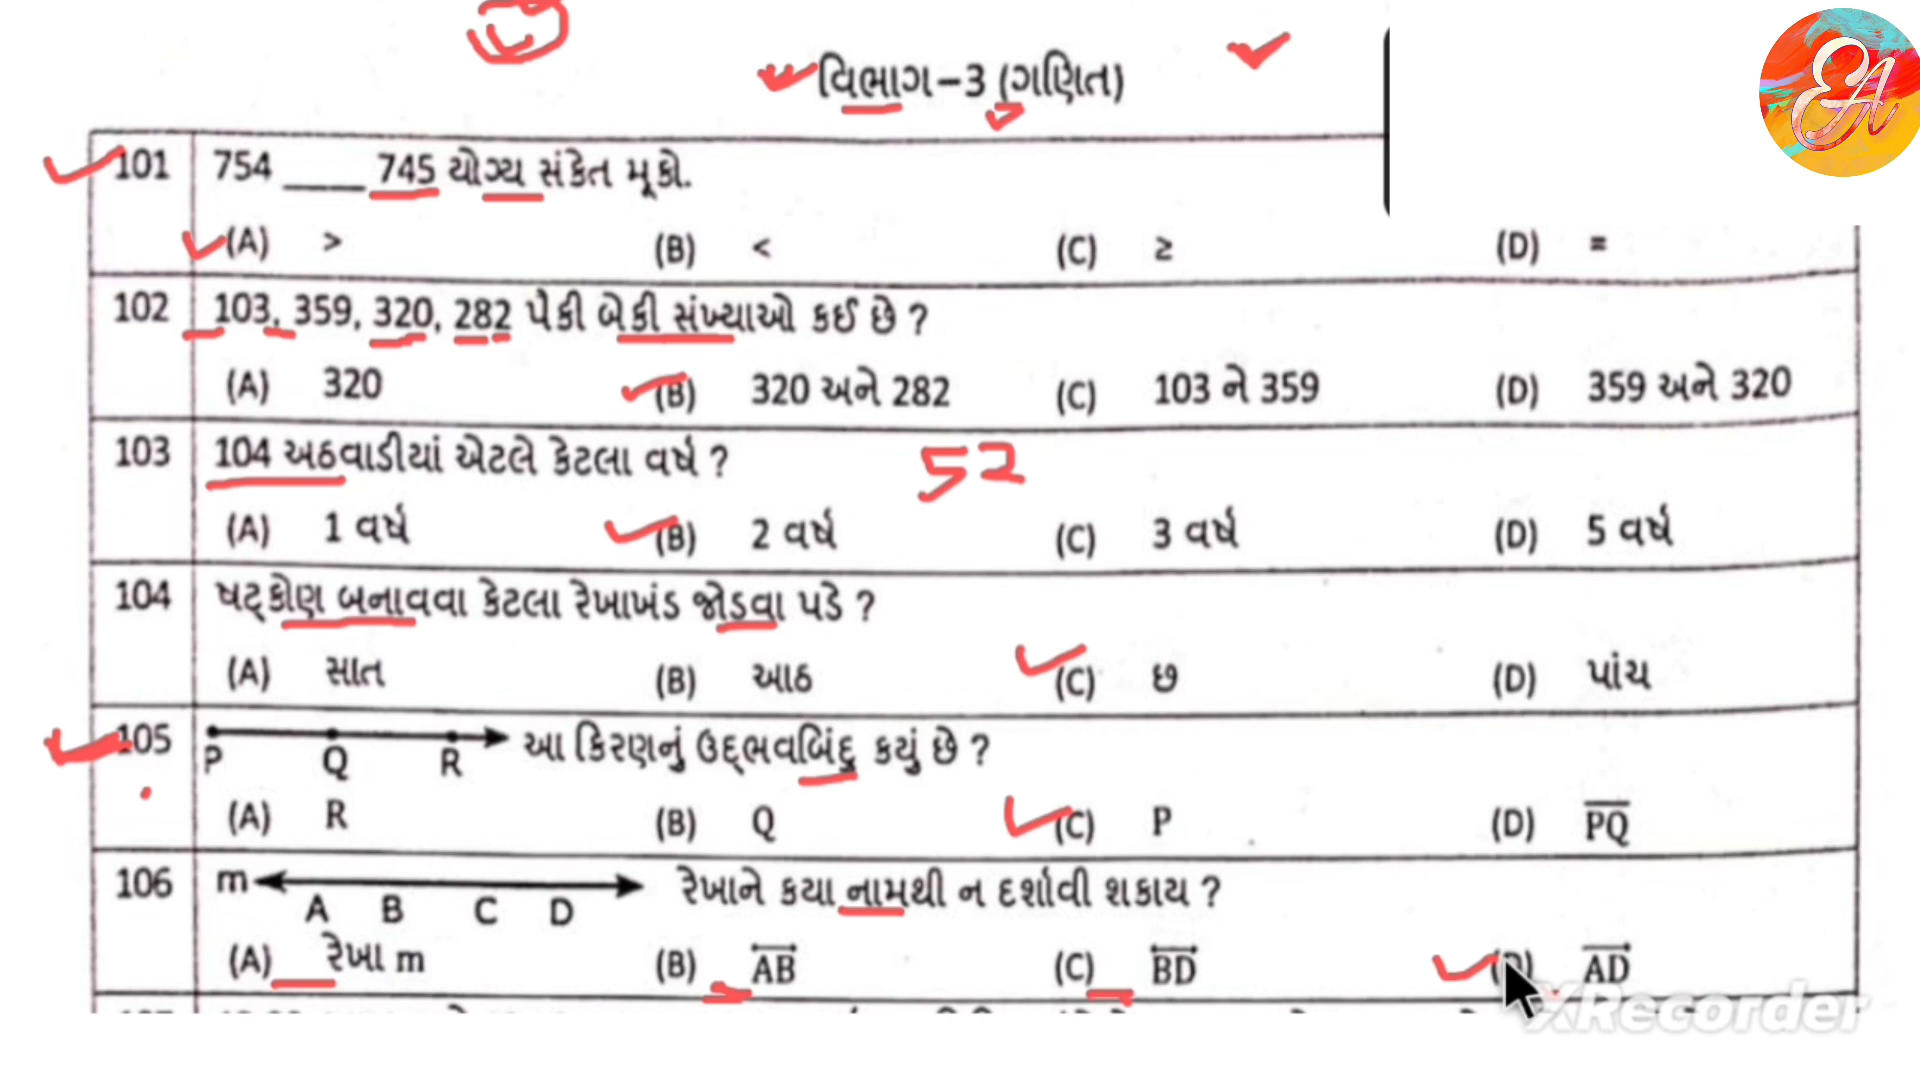 EA
વિભાગ-3 (ગણિત)
101 754 ____ 745 યોગ્ય સંકેત મૂકો.
(A) > (B) < (C) ≥ (D) =
102 103, 359, 320, 282 પૈકી બેકી સંખ્યાઓ કઈ છે ?
(A) 320 (B) 320 અને 282 (C) 103 ને 359 (D) 359 અને 320
103 104 અઠવાડીયાં એટલે કેટલા વર્ષ ? 52
(A) 1 વર્ષ (B) 2 વર્ષ (C) 3 વર્ષ (D) 5 વર્ષ
104 ષટ્કોણ બનાવવા કેટલા રેખાખંડ જોડવા પડે ?
(A) સાત (B) આઠ (C) છ (D) પાંચ
105 P Q R આ કિરણનું ઉદ્ભવબિંદુ કયું છે ?
(A) R (B) Q (C) P (D) PQ
106 m A B C D રેખાને કયા નામથી ન દર્શાવી શકાય ?
(A) રેખા m (B) AB (C) BD (D) AD
XRecorder